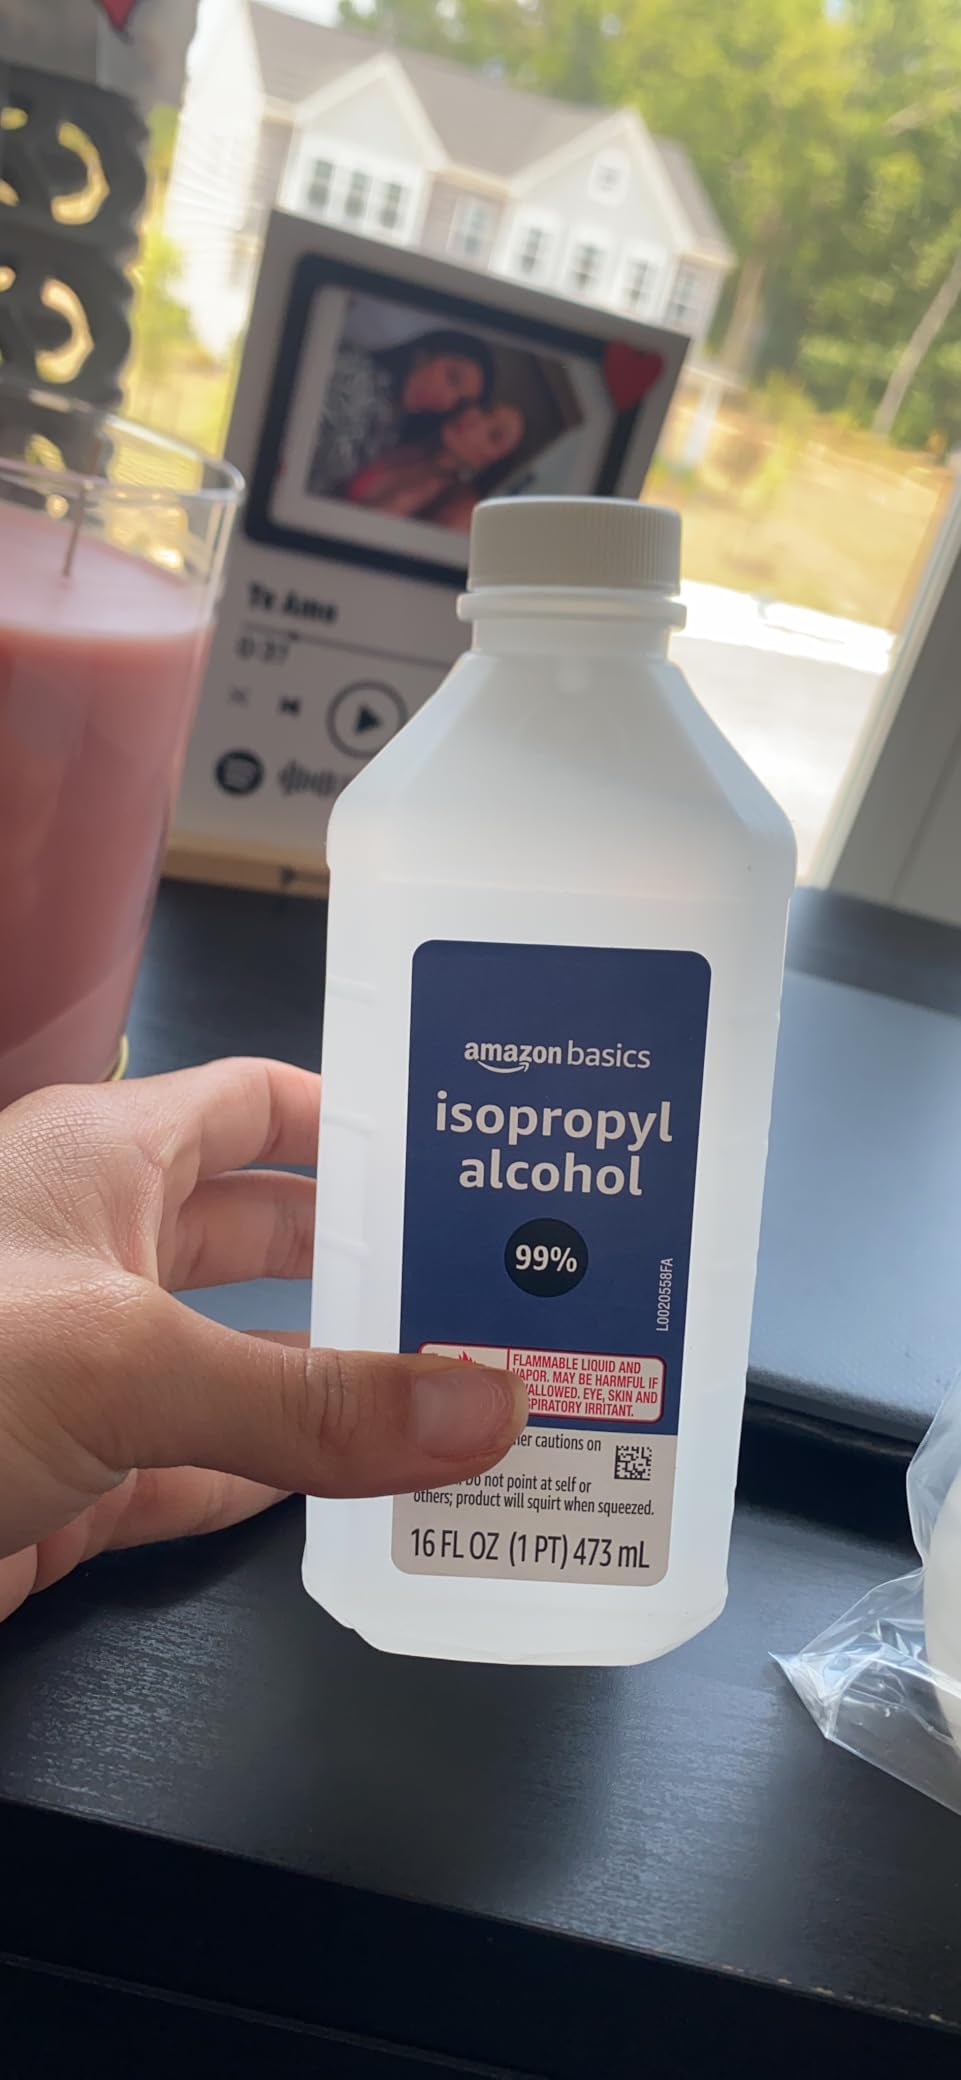 Te Amo
0:37
amazon basics
isopropyl
alcohol
99%
L0020558FA
FLAMMABLE LIQUID AND
VAPOR. MAY BE HARMFUL IF
EYE, SKIN AND
IRRITANT.
cautions on
Do not point at self or
others; product will squirt when squeezed.
16 FL OZ (1 PT) 473 mL